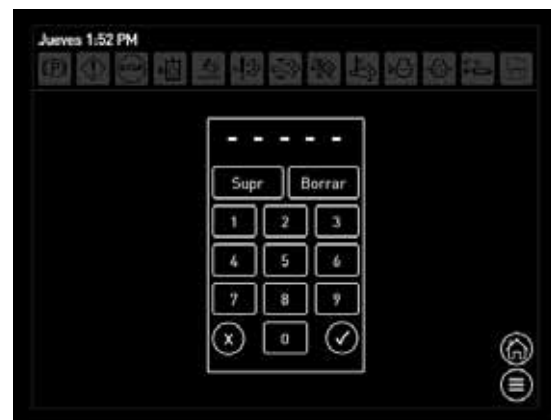 Jueves 1:52 PM
(P)
- - - - -
Supr Borrar
1 2 3
4 5 6
7 8 9
X 0